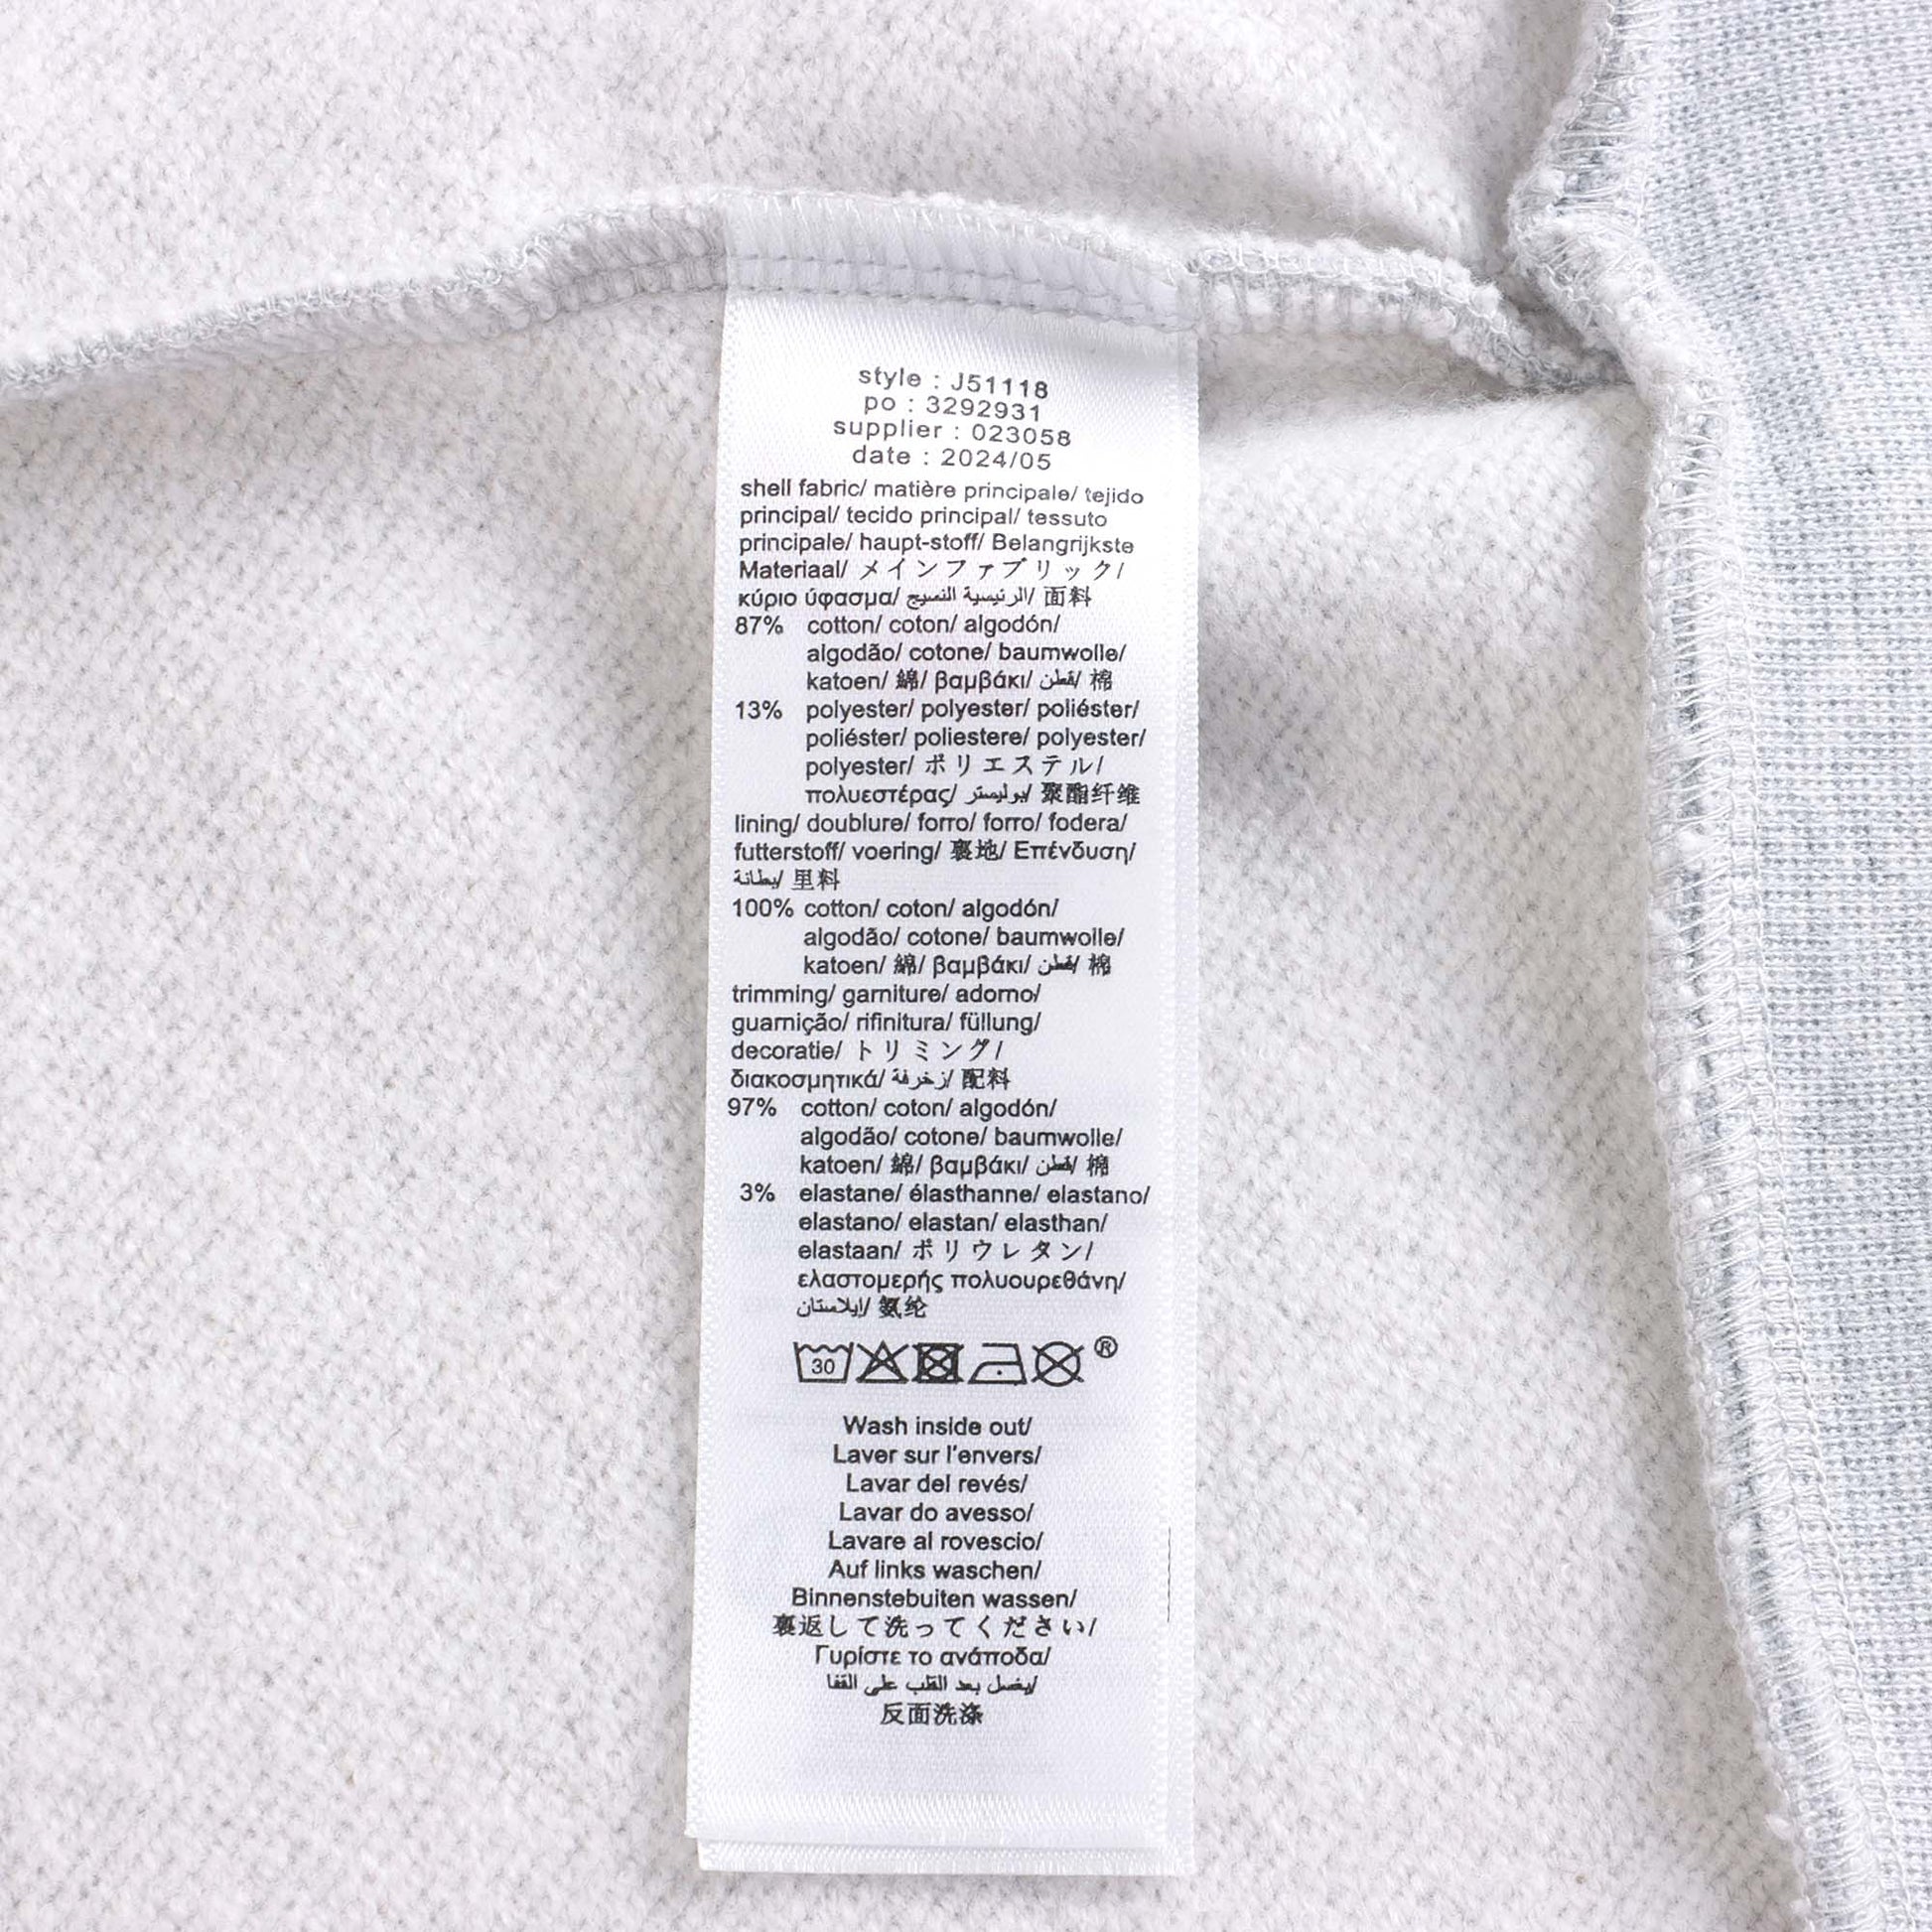 style : J51118
po : 3292931
supplier : 023058
date : 2024/05
shell fabric/ matière principale/ tejido
principal/ tecido principal/ tessuto
principale/ haupt-stoff/ Belangrijkste
Materiaal/ メインファブリック/
κύριο ύφασμα/ الرئيسية النسيج/ 面料
87% cotton/ coton/ algodón/
algodão/ cotone/ baumwolle/
katoen/ 綿/ βαμβάκι/ قطن/ 棉
13% polyester/ polyester/ poliéster/
poliéster/ poliestere/ polyester/
polyester/ ポリエステル/
πολυεστέρας/ بوليستر/ 聚酯纤维
lining/ doublure/ forro/ forro/ fodera/
futterstoff/ voering/ 裏地/ Επένδυση/
بطانة/ 里料
100% cotton/ coton/ algodón/
algodão/ cotone/ baumwolle/
katoen/ 綿/ βαμβάκι/ قطن/ 棉
trimming/ garniture/ adorno/
guarnição/ rifinitura/ füllung/
decoratie/ トリミング/
διακοσμητικά/ زخرفة/ 配料
97% cotton/ coton/ algodón/
algodão/ cotone/ baumwolle/
katoen/ 綿/ βαμβάκι/ قطن/ 棉
3% elastane/ élasthanne/ elastano/
elastano/ elastan/ elasthan/
elastaan/ ポリウレタン/
ελαστομερής πολυουρεθάνη/
إيلاستان/ 氨纶
30 ®
Wash inside out/
Laver sur l'envers/
Lavar del revés/
Lavar do avesso/
Lavare al rovescio/
Auf links waschen/
Binnenstebuiten wassen/
裏返して洗ってください/
Γυρίστε το ανάποδα/
يغسل بعد القلب على القفا/
反面洗涤